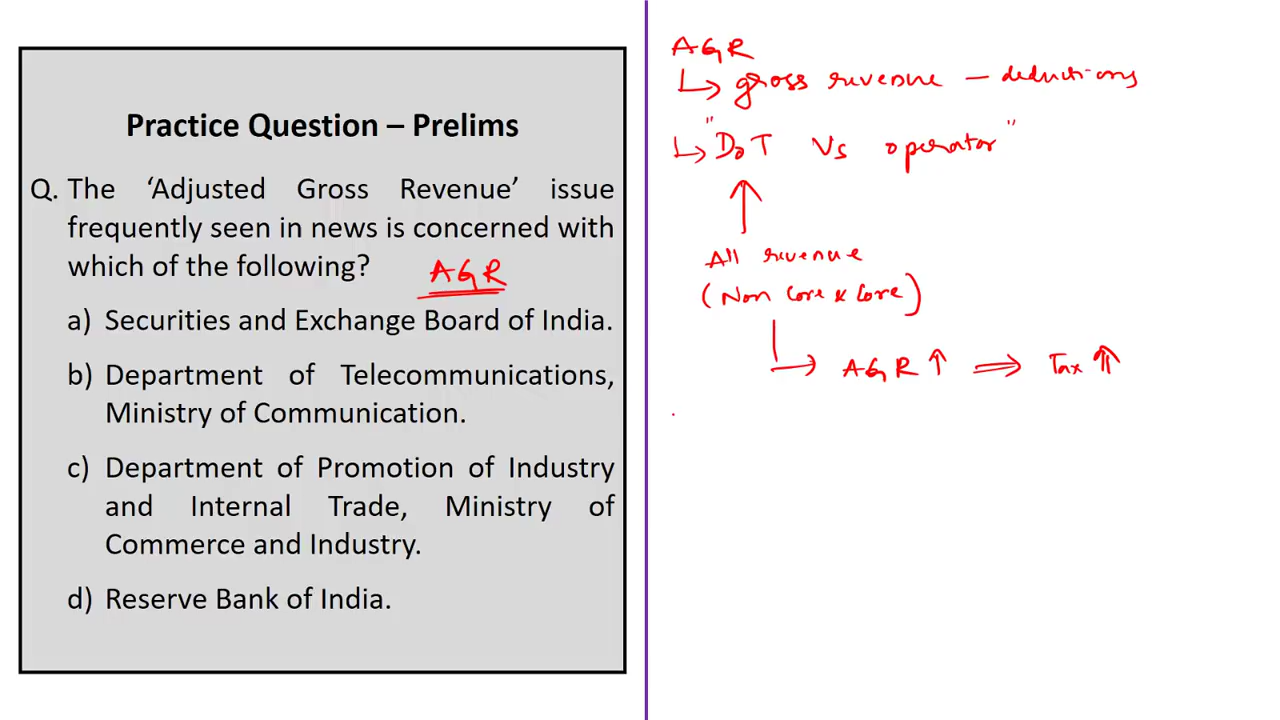 Practice Question – Prelims
Q. The ‘Adjusted Gross Revenue’ issue
frequently seen in news is concerned with
which of the following?
AGR
a) Securities and Exchange Board of India.
b) Department of Telecommunications,
Ministry of Communication.
c) Department of Promotion of Industry
and Internal Trade, Ministry of
Commerce and Industry.
d) Reserve Bank of India.
AGR
↳ gross revenue — deductions
↳ "DoT Vs operator"
↑
All revenue
(Non Core & Core)
↳ AGR ↑ ⇒ Tax ⇑